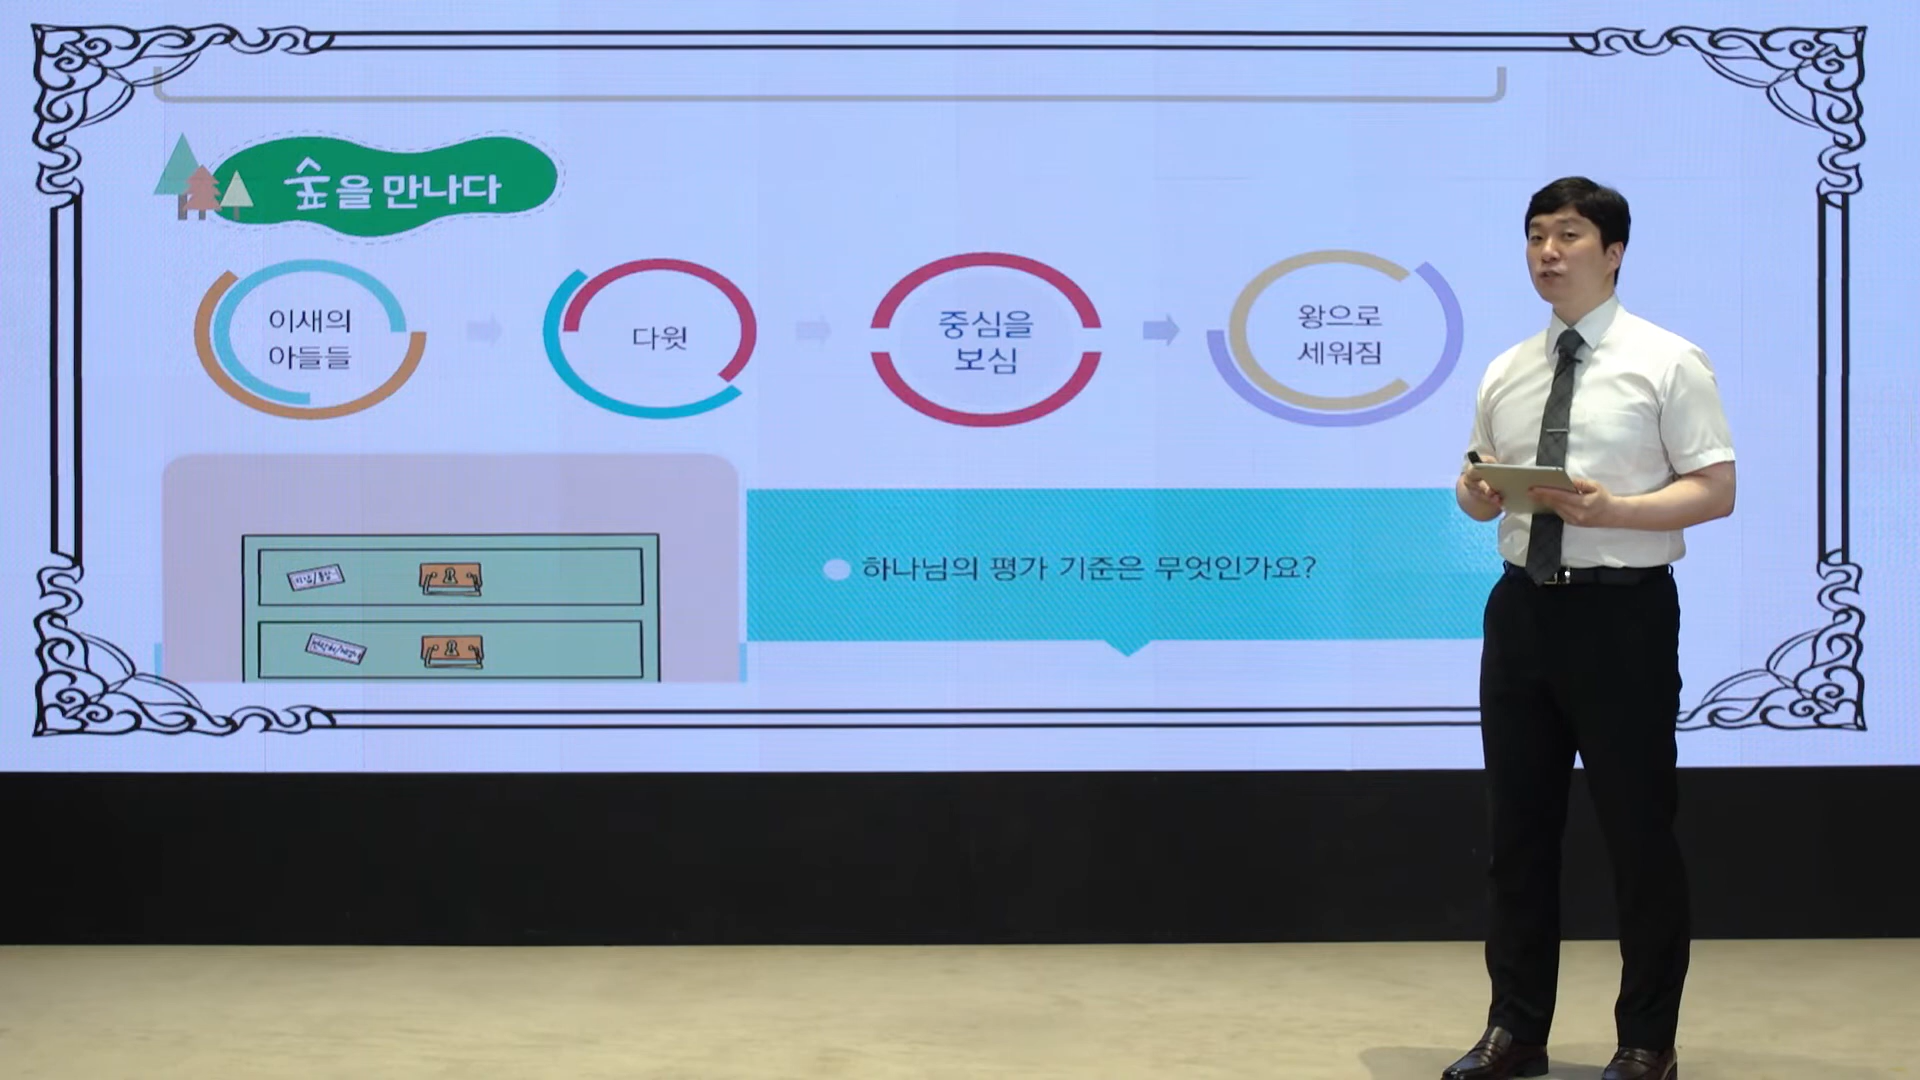 숲을 만나다
이새의
아들들
다윗
중심을
보심
왕으로
세워짐
하나님의 평가 기준은 무엇인가요?